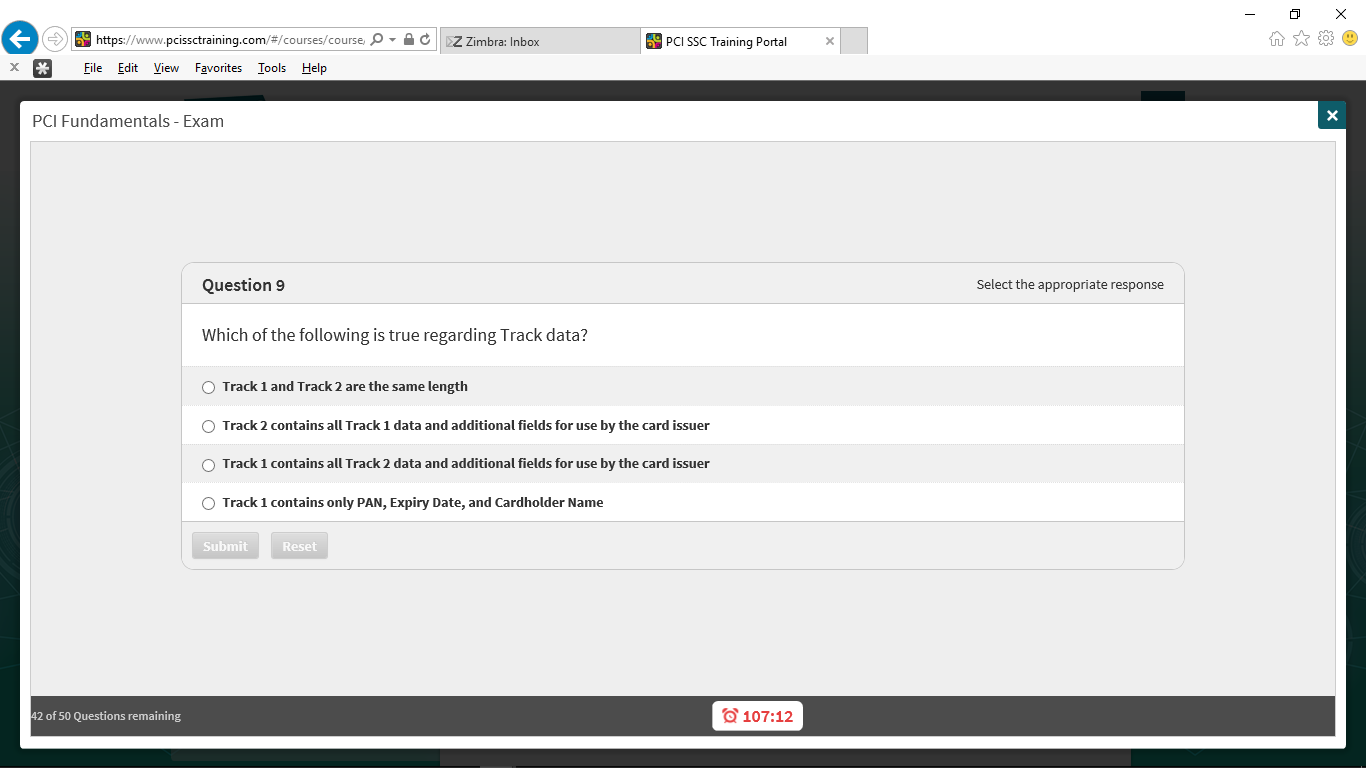 https://www.pcissctraining.com/#/courses/course,
Zimbra: Inbox
PCI SSC Training Portal
File Edit View Favorites Tools Help
PCI Fundamentals - Exam
Question 9
Select the appropriate response
Which of the following is true regarding Track data?
Track 1 and Track 2 are the same length
Track 2 contains all Track 1 data and additional fields for use by the card issuer
Track 1 contains all Track 2 data and additional fields for use by the card issuer
Track 1 contains only PAN, Expiry Date, and Cardholder Name
Submit Reset
42 of 50 Questions remaining
107:12